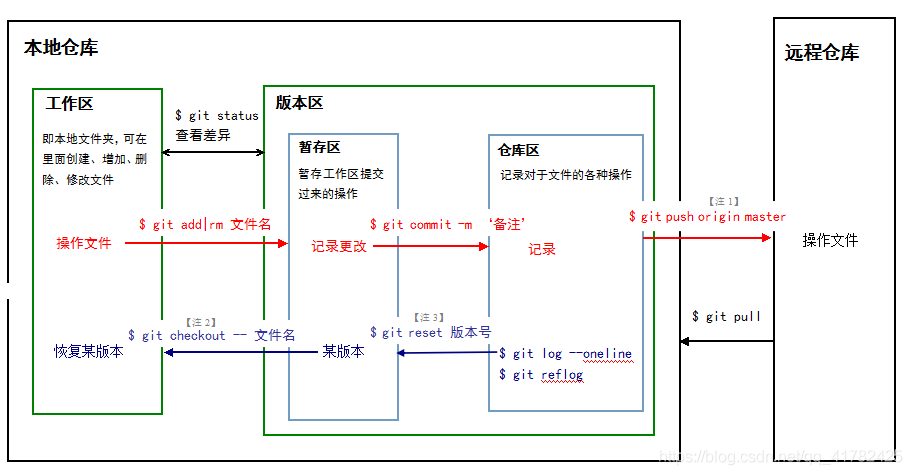 本地仓库
远程仓库
工作区
即本地文件夹，可在
里面创建、增加、删
除、修改文件
$ git status
查看差异
版本区
暂存区
暂存工作区提交
过来的操作
仓库区
记录对于文件的各种操作
$ git add|rm 文件名
操作文件
$ git commit -m ‘备注’
记录更改
记录
【注 1】
$ git push origin master
操作文件
【注 2】
$ git checkout -- 文件名
恢复某版本
某版本
【注 3】
$ git reset 版本号
$ git log --oneline
$ git reflog
$ git pull
https://blog.csdn.net/qq_41782425